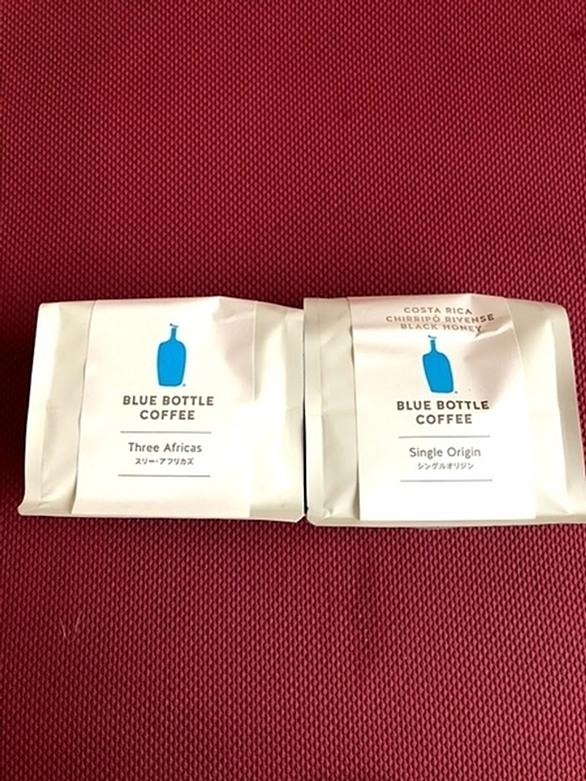 BLUE BOTTLE
COFFEE
Three Africas
スリー・アフリカズ
COSTA RICA
CHIRRIPÓ RIVENSE
BLACK HONEY
BLUE BOTTLE
COFFEE
Single Origin
シングルオリジン